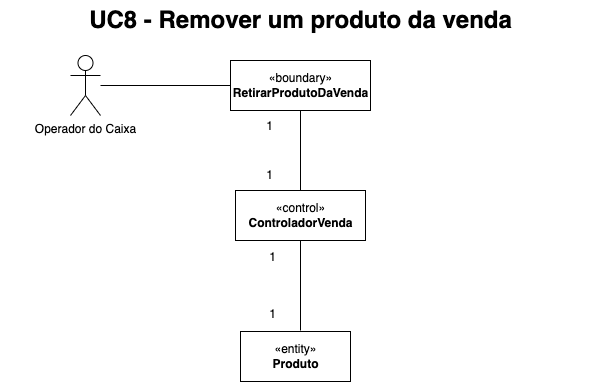 UC8 - Remover um produto da venda
«boundary»
RetirarProdutoDaVenda
Operador do Caixa
1
1
«control»
ControladorVenda
1
1
«entity»
Produto